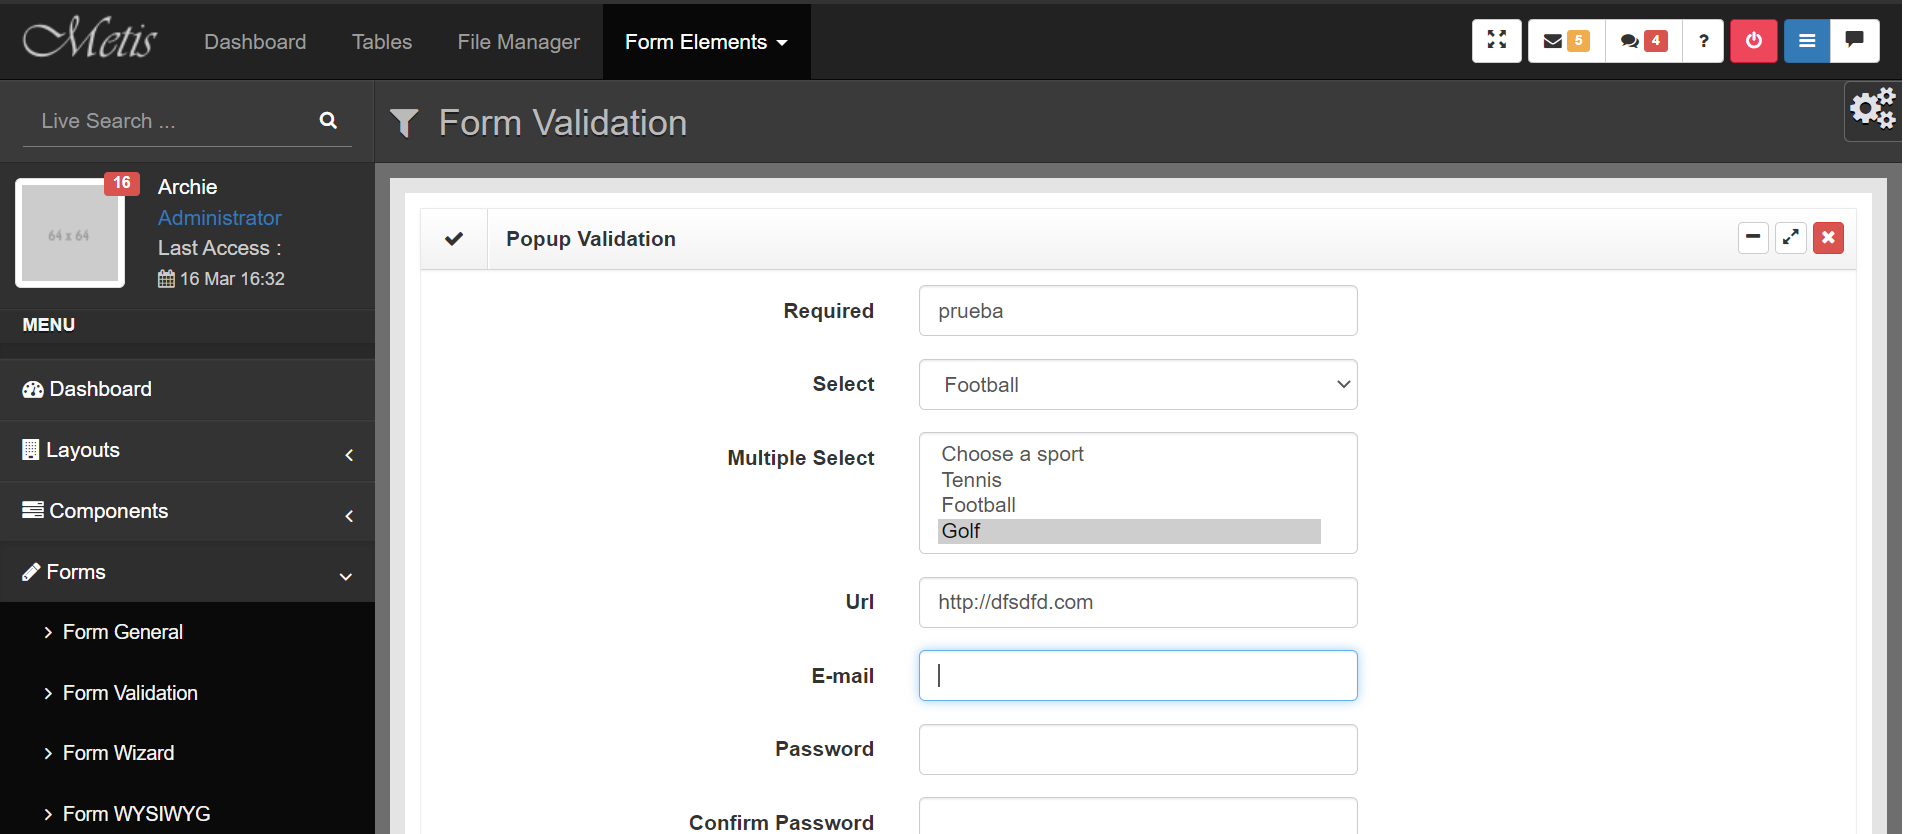 Metis
Dashboard
Tables
File Manager
Form Elements
5
4
?
Live Search ...
Form Validation
64 x 64
16
Archie
Administrator
Last Access :
16 Mar 16:32
MENU
Dashboard
Layouts
Components
Forms
Form General
Form Validation
Form Wizard
Form WYSIWYG
Popup Validation
Required
prueba
Select
Football
Multiple Select
Choose a sport
Tennis
Football
Golf
Url
http://dfsdfd.com
E-mail
Password
Confirm Password